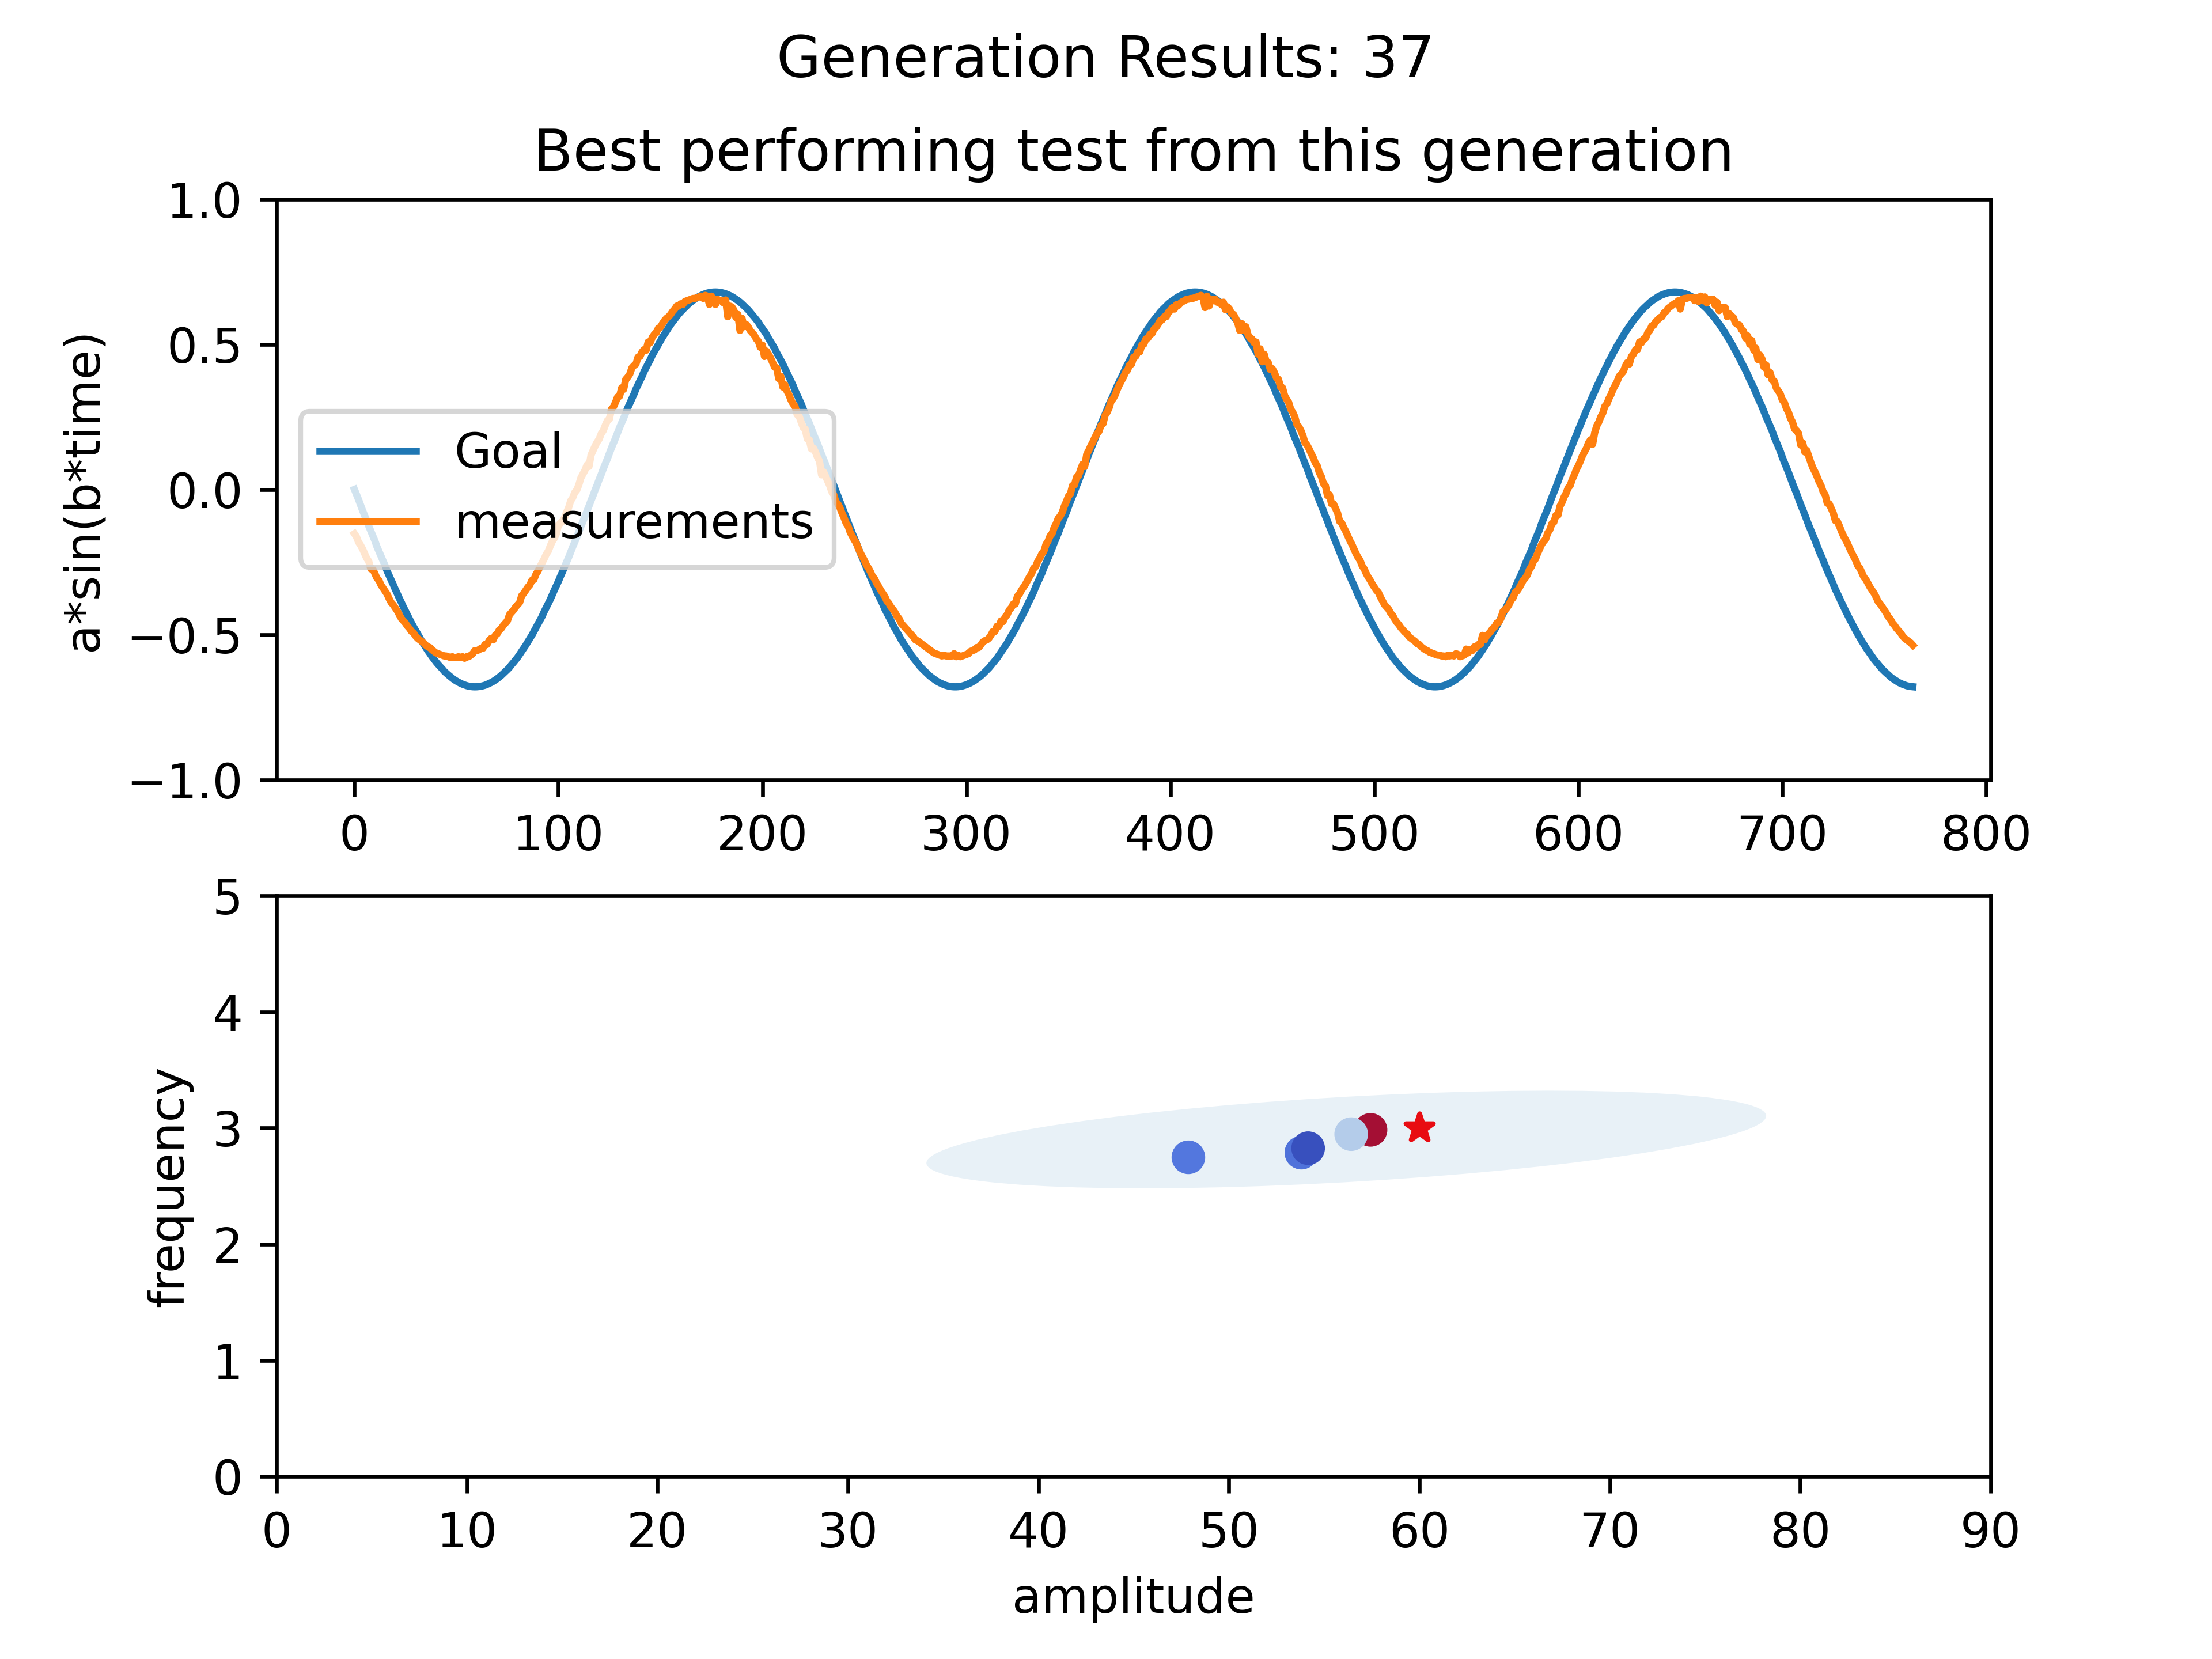 Generation Results: 37
Best performing test from this generation
1.0
0.5
0.0
−0.5
−1.0
a*sin(b*time)
Goal
measurements
0 100 200 300 400 500 600 700 800
5
4
3
2
1
0
frequency
0 10 20 30 40 50 60 70 80 90
amplitude